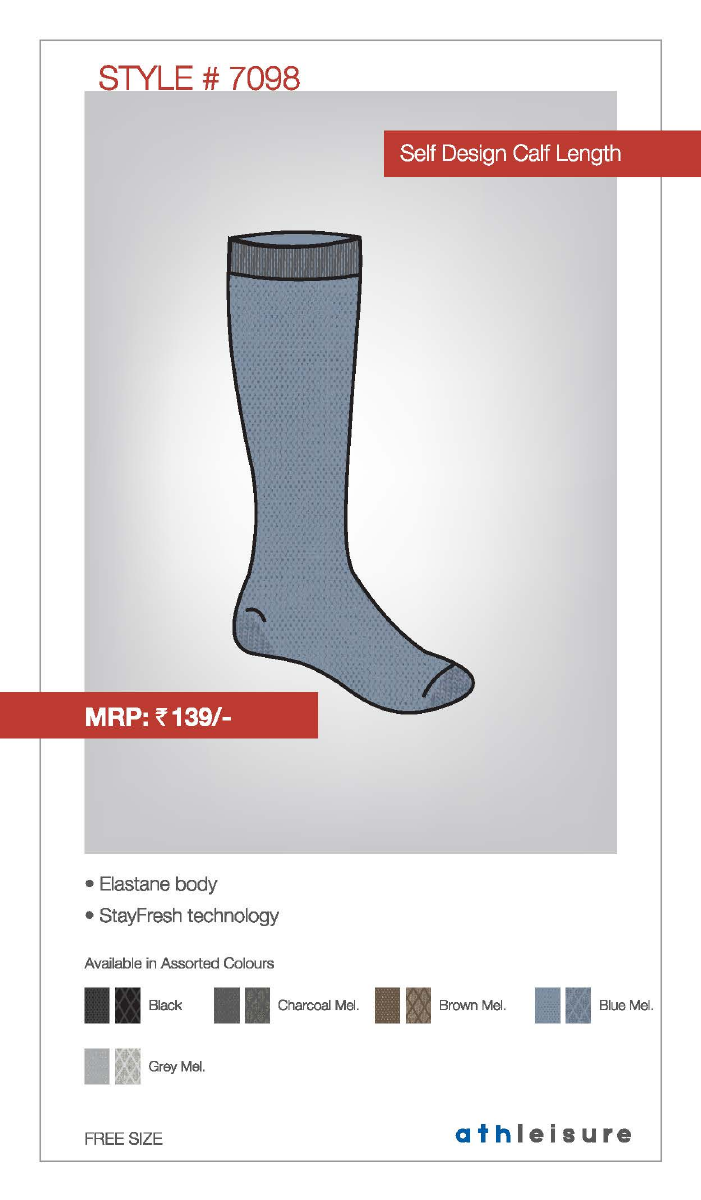 STYLE # 7098
Self Design Calf Length
MRP: ₹ 139/-
• Elastane body
• StayFresh technology
Available in Assorted Colours
Black
Charcoal Mel.
Brown Mel.
Blue Mel.
Grey Mel.
FREE SIZE
athleisure